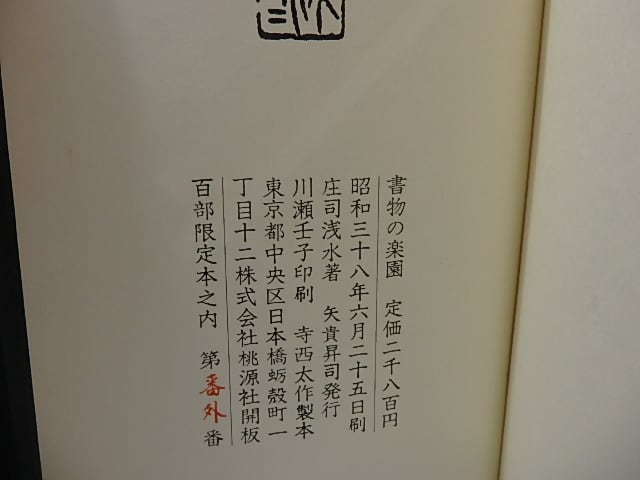 書物の楽園　定価二千八百円
昭和三十八年六月二十五日刷
庄司浅水著　矢貴昇司発行
川瀬壬子印刷　寺西太作製本
東京都中央区日本橋蛎殻町一
丁目十二株式会社桃源社開板
百部限定本之内　第番外番